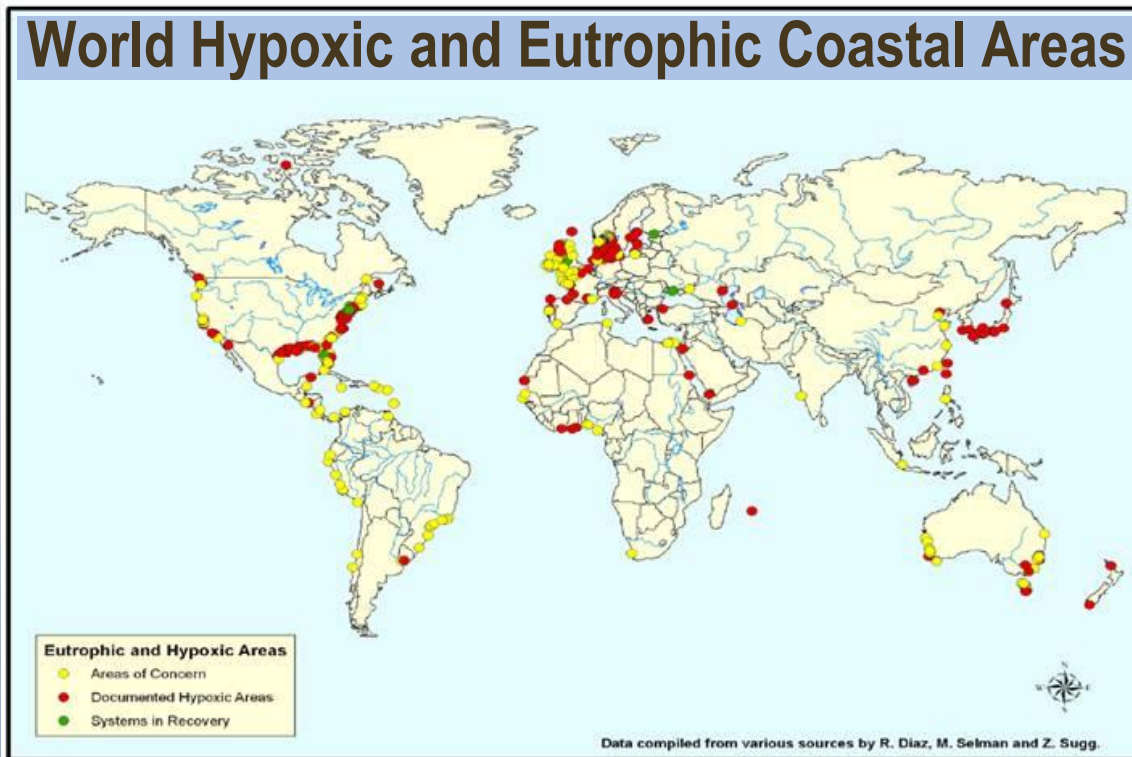 World Hypoxic and Eutrophic Coastal Areas
Eutrophic and Hypoxic Areas
Areas of Concern
Documented Hypoxic Areas
Systems in Recovery
N
W E
S
Data compiled from various sources by R. Diaz, M. Selman and Z. Sugg.